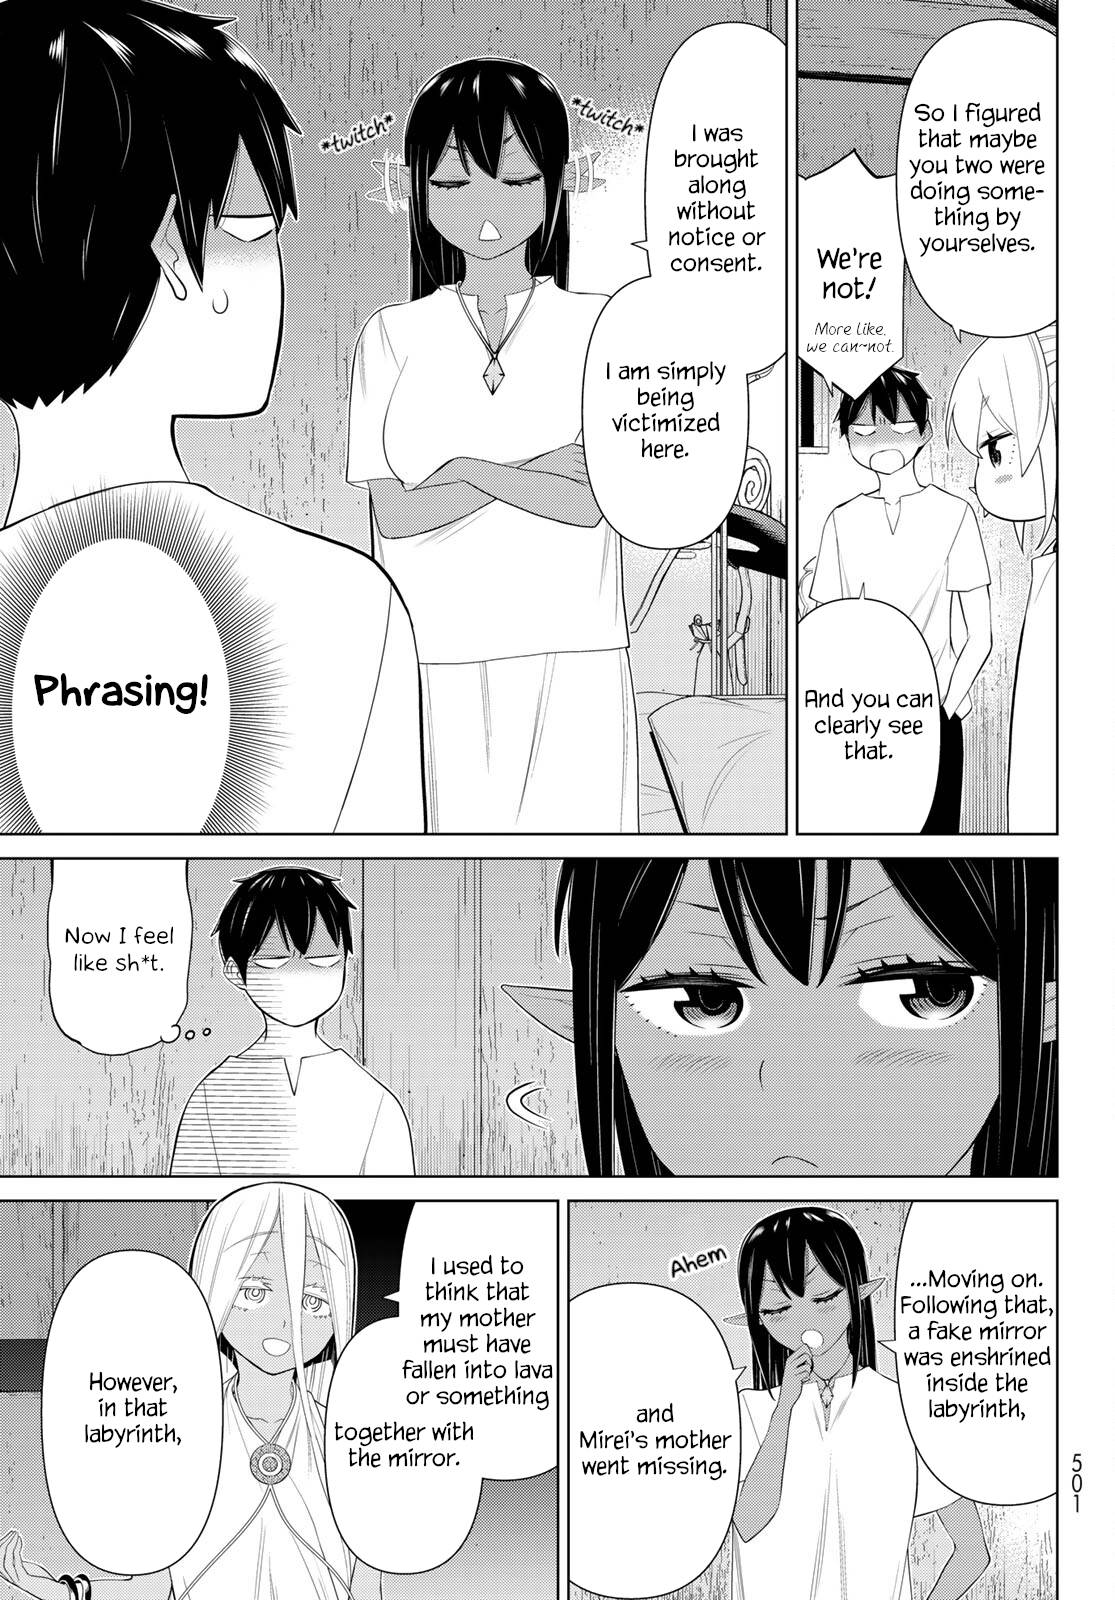 So I figured
that maybe
you two were
doing some-
thing by
yourselves.
We're
not!
More like,
we can~not.
And you can
clearly see
that.
*twitch*
*twitch*
I was
brought
along
without
notice or
consent.
I am simply
being
victimized
here.
Phrasing!
Now I feel
like sh*t.
...Moving on.
Following that,
a fake mirror
was enshrined
inside the
labyrinth,
Ahem
and
Mirei's mother
went missing.
I used to
think that
my mother
must have
fallen into lava
or something
together with
the mirror.
However,
in that
labyrinth,
501